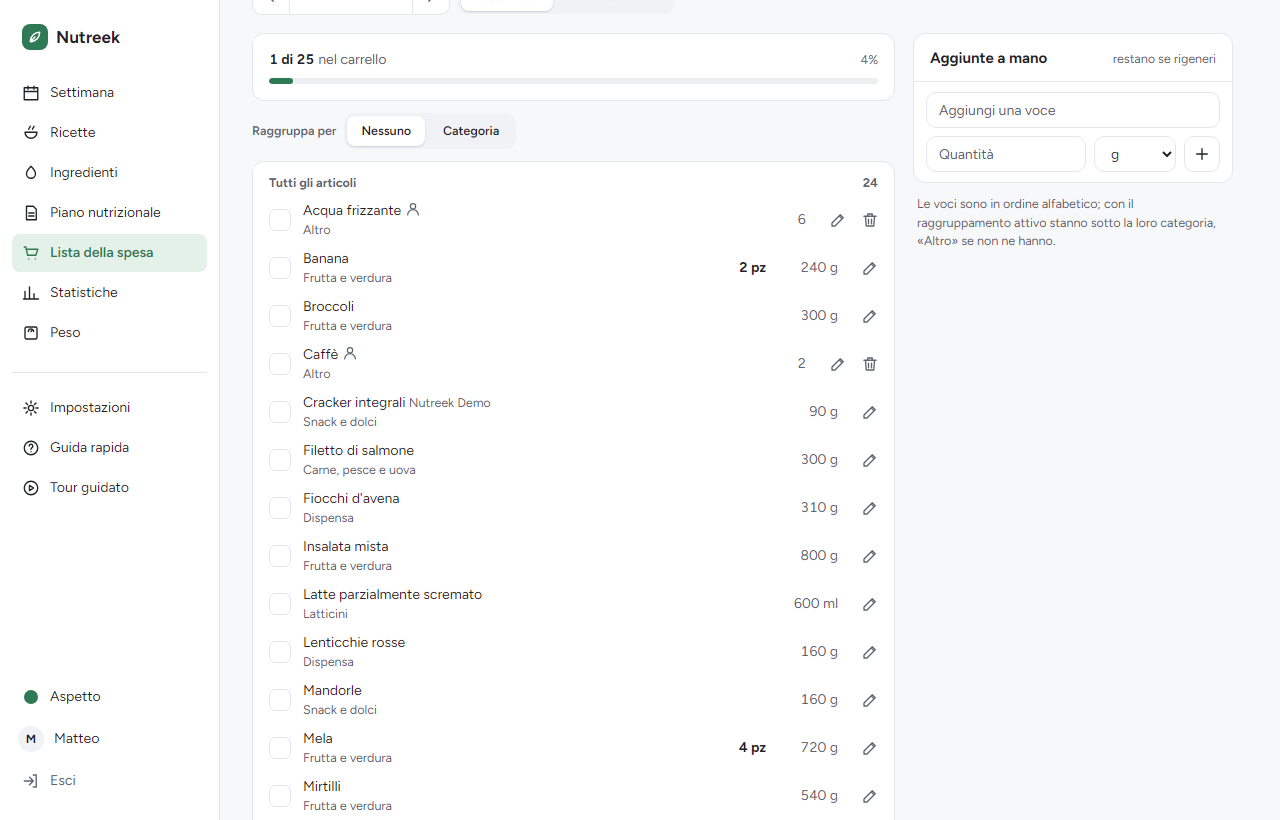 Nutreek
Settimana
Ricette
Ingredienti
Piano nutrizionale
Lista della spesa
Statistiche
Peso
Impostazioni
Guida rapida
Tour guidato
Aspetto
M Matteo
Esci
1 di 25 nel carrello 4%
Raggruppa per Nessuno Categoria
Tutti gli articoli 24
Acqua frizzante 6
Altro
Banana 2 pz 240 g
Frutta e verdura
Broccoli 300 g
Frutta e verdura
Caffè 2
Altro
Cracker integrali Nutreek Demo 90 g
Snack e dolci
Filetto di salmone 300 g
Carne, pesce e uova
Fiocchi d'avena 310 g
Dispensa
Insalata mista 800 g
Frutta e verdura
Latte parzialmente scremato 600 ml
Latticini
Lenticchie rosse 160 g
Dispensa
Mandorle 160 g
Snack e dolci
Mela 4 pz 720 g
Frutta e verdura
Mirtilli 540 g
Frutta e verdura
Aggiunte a mano restano se rigeneri
Aggiungi una voce
Quantità g
Le voci sono in ordine alfabetico; con il
raggruppamento attivo stanno sotto la loro categoria,
«Altro» se non ne hanno.